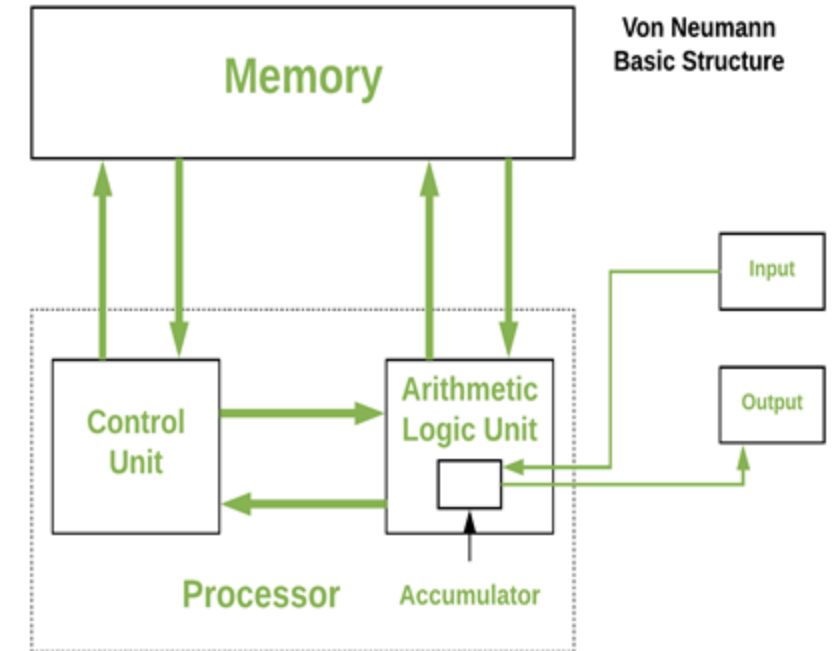 Von Neumann
Basic Structure
Memory
Input
Output
Control
Unit
Arithmetic
Logic Unit
Processor
Accumulator